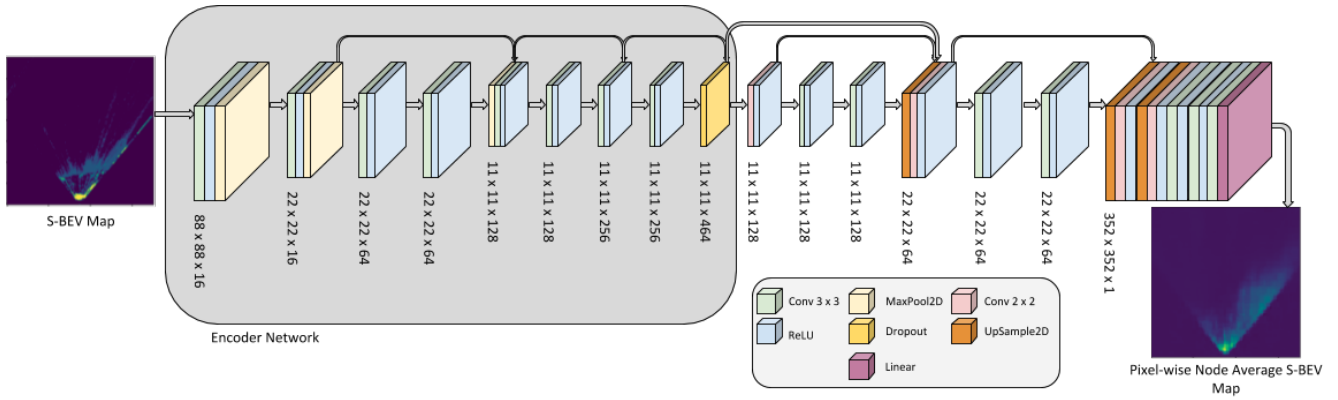 S-BEV Map
88 x 88 x 16
22 x 22 x 16
22 x 22 x 64
22 x 22 x 64
11 x 11 x 128
11 x 11 x 128
11 x 11 x 256
11 x 11 x 256
11 x 11 x 464
11 x 11 x 128
11 x 11 x 128
11 x 11 x 128
22 x 22 x 64
22 x 22 x 64
22 x 22 x 64
352 x 352 x 1
Encoder Network
Conv 3 x 3
MaxPool2D
Conv 2 x 2
ReLU
Dropout
UpSample2D
Linear
Pixel-wise Node Average S-BEV
Map